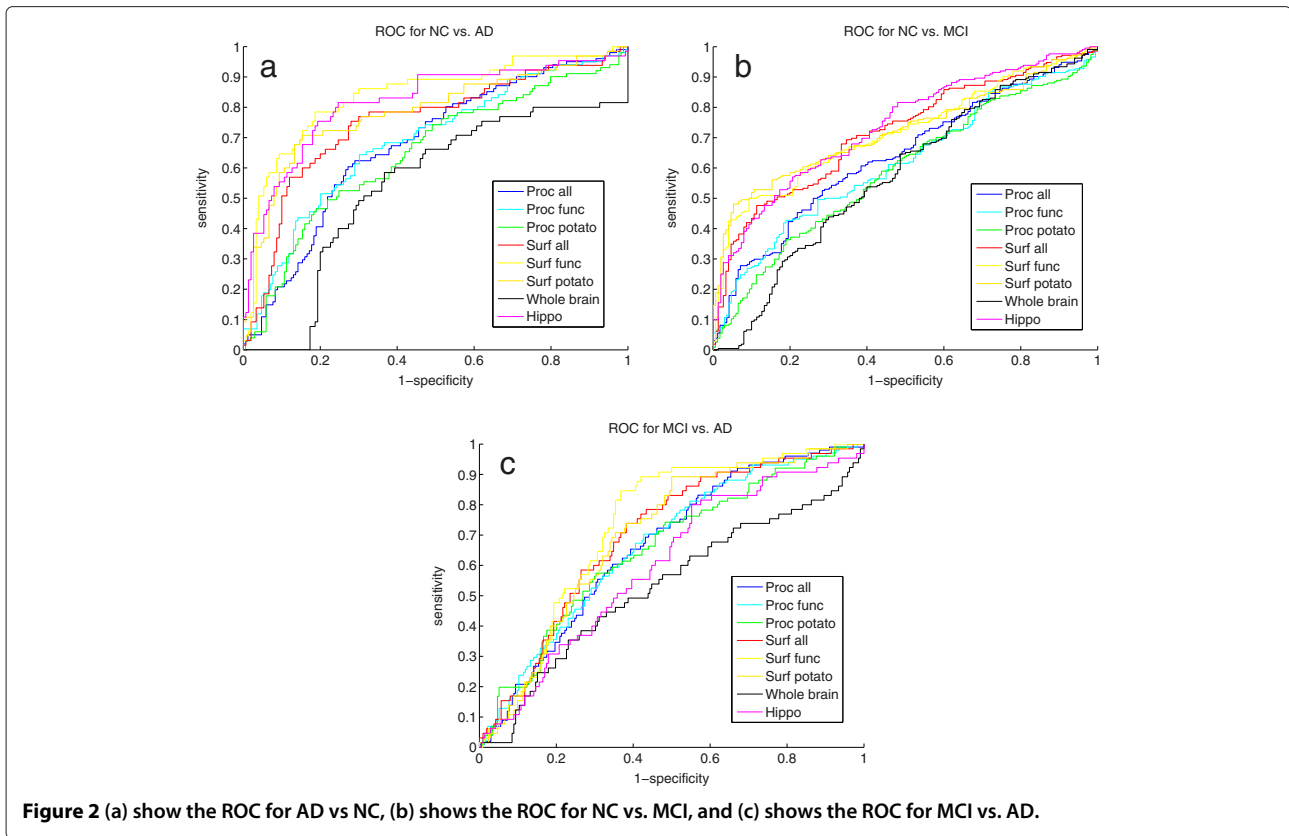 ROC for NC vs. AD
a
1
0.9
0.8
0.7
0.6
0.5
0.4
0.3
0.2
0.1
0
sensitivity
0 0.2 0.4 0.6 0.8 1
1−specificity
Proc all
Proc func
Proc potato
Surf all
Surf func
Surf potato
Whole brain
Hippo
ROC for NC vs. MCI
b
1
0.9
0.8
0.7
0.6
0.5
0.4
0.3
0.2
0.1
0
sensitivity
0 0.2 0.4 0.6 0.8 1
1−specificity
Proc all
Proc func
Proc potato
Surf all
Surf func
Surf potato
Whole brain
Hippo
ROC for MCI vs. AD
c
1
0.9
0.8
0.7
0.6
0.5
0.4
0.3
0.2
0.1
0
sensitivity
0 0.2 0.4 0.6 0.8 1
1−specificity
Proc all
Proc func
Proc potato
Surf all
Surf func
Surf potato
Whole brain
Hippo
Figure 2 (a) show the ROC for AD vs NC, (b) shows the ROC for NC vs. MCI, and (c) shows the ROC for MCI vs. AD.